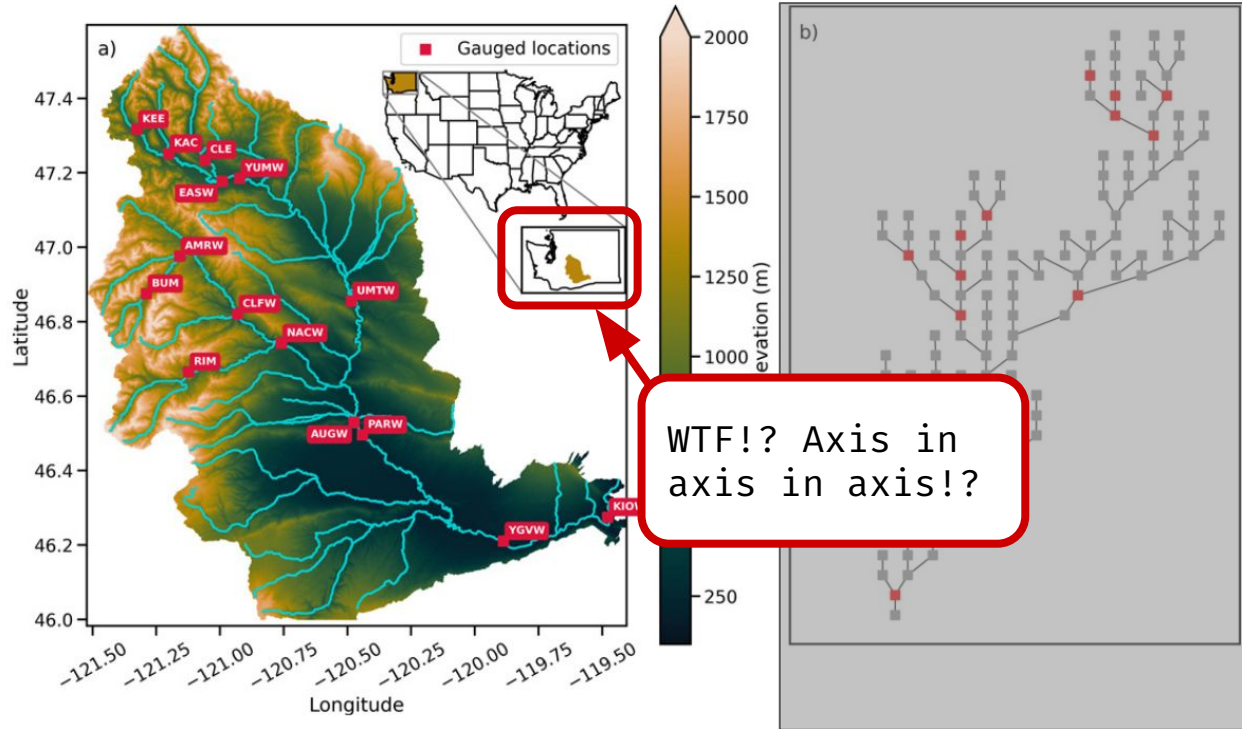 a)
Gauged locations
47.4
47.2
47.0
46.8
46.6
46.4
46.2
46.0
Latitude
KEE
KAC
CLE
YUMW
EASW
AMRW
BUM
UMTW
CLFW
NACW
RIM
AUGW
PARW
YGVW
−121.50
−121.25
−121.00
−120.75
−120.50
−120.25
−120.00
−119.75
−119.50
Longitude
2000
1750
1500
1250
1000
250
evation (m)
WTF!? Axis in
axis in axis!?
b)